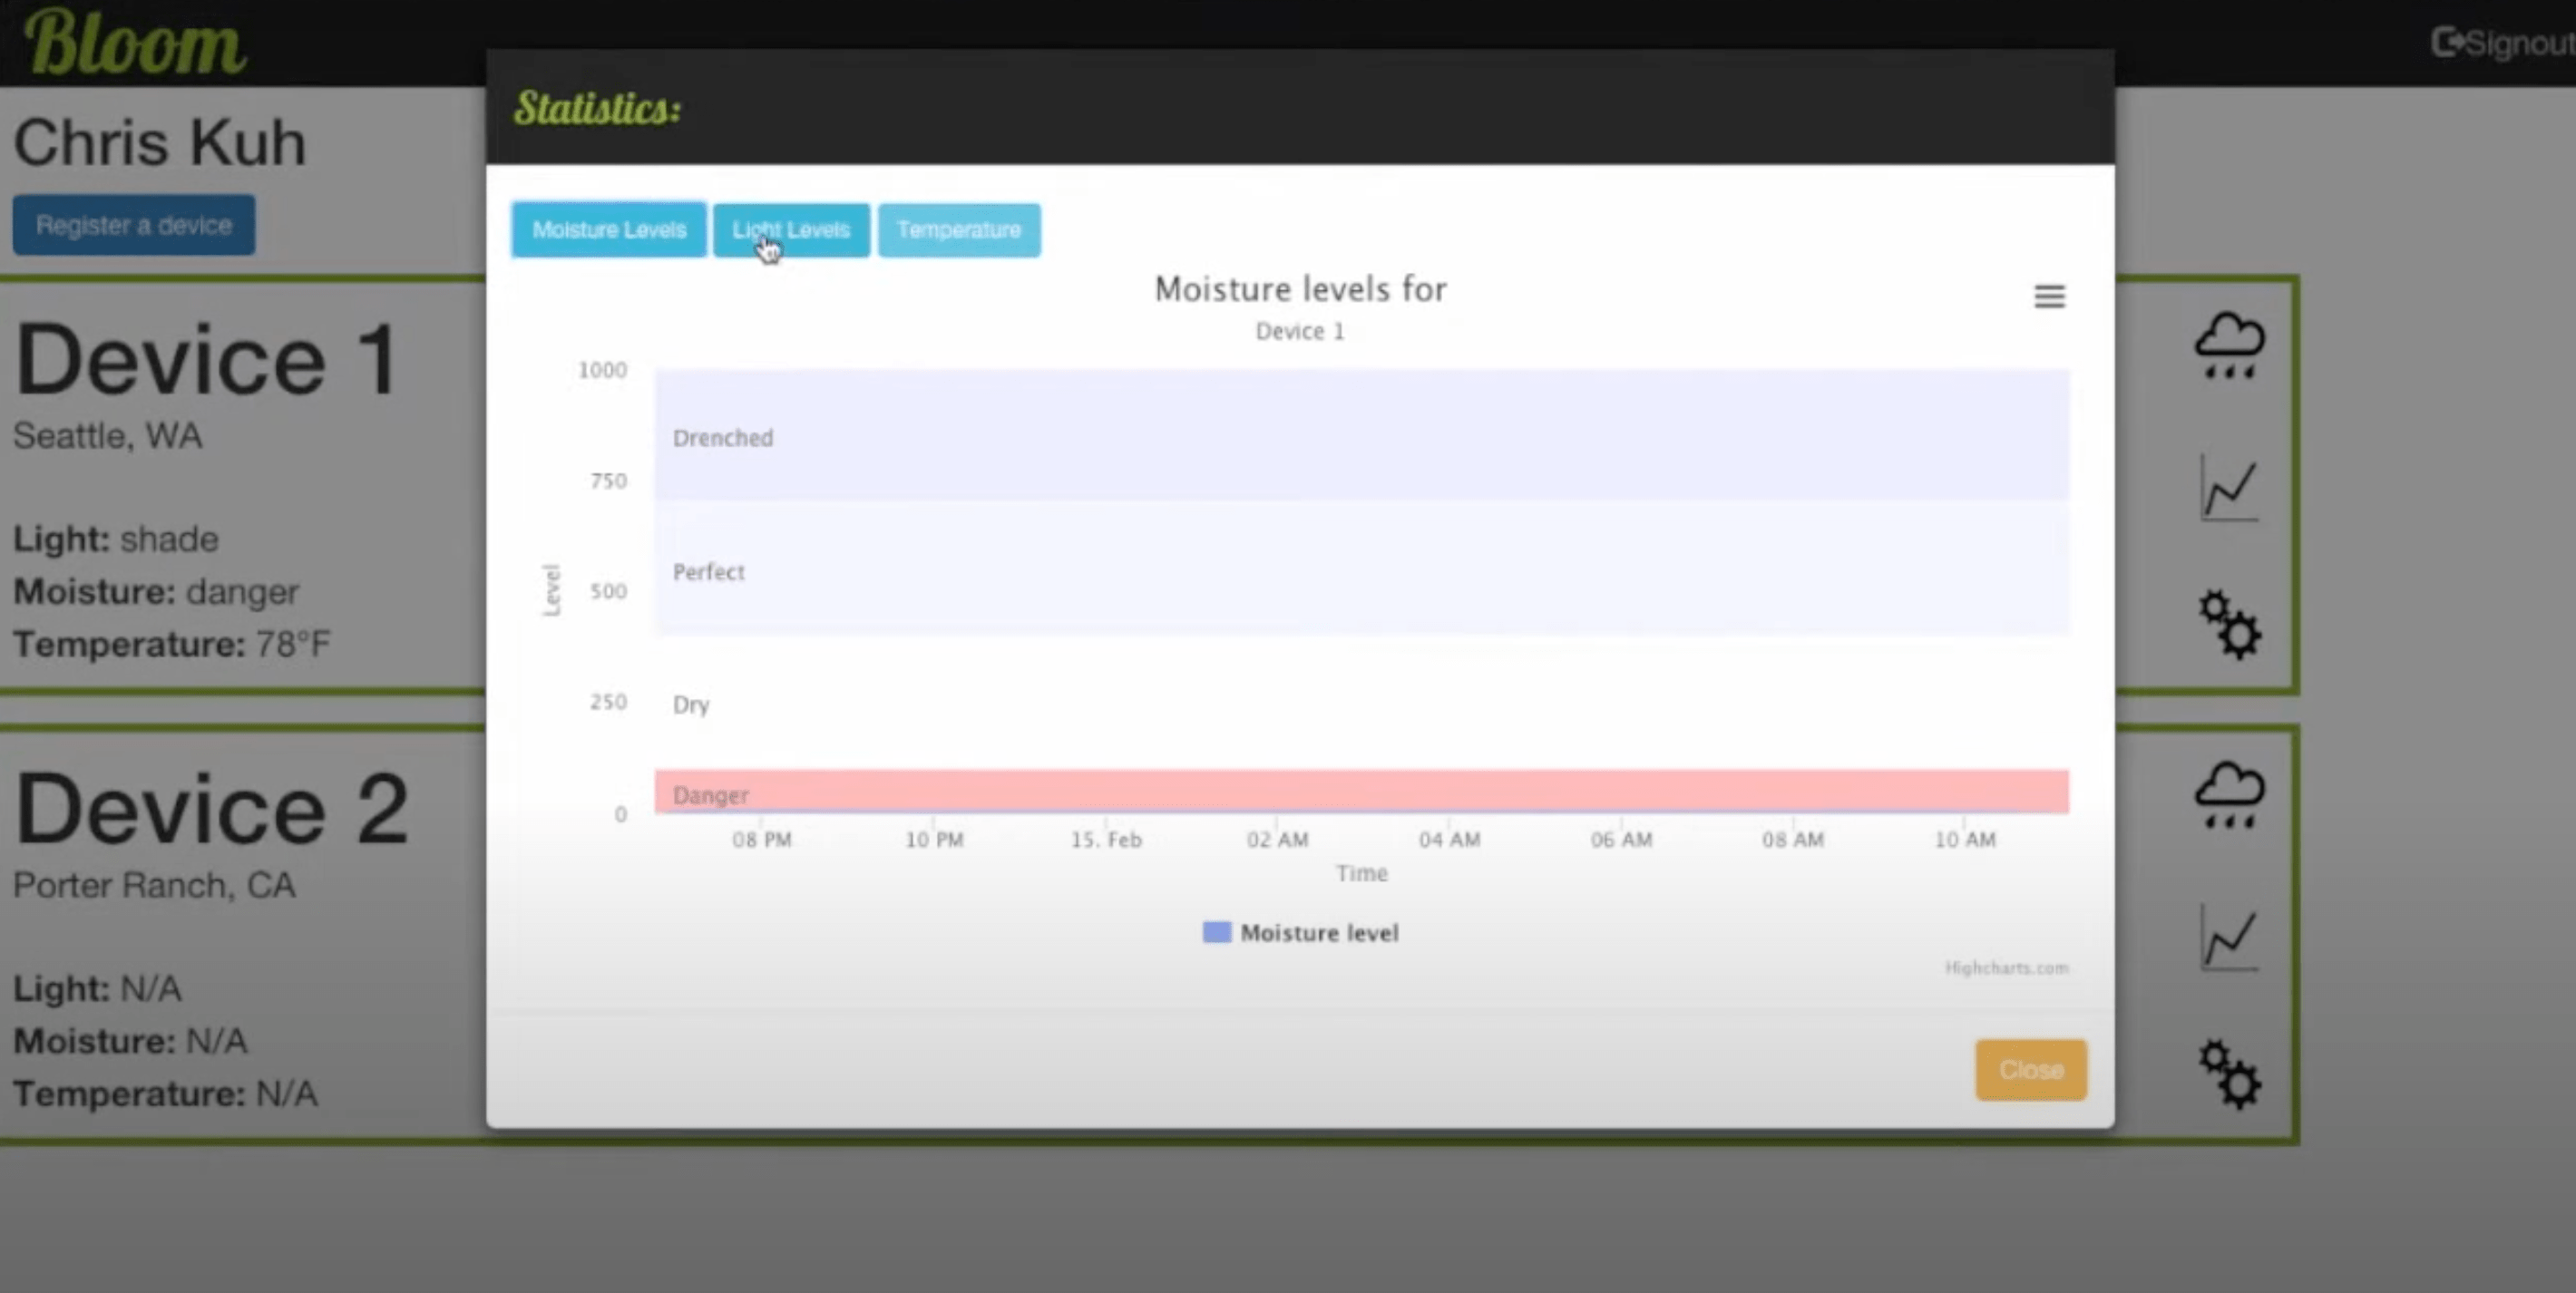 Bloom
Signout
Chris Kuh
Register a device
Device 1
Seattle, WA
Light: shade
Moisture: danger
Temperature: 78°F
Device 2
Porter Ranch, CA
Light: N/A
Moisture: N/A
Temperature: N/A
Statistics:
Moisture Levels
Light Levels
Temperature
Moisture levels for
Device 1
1000
750
500
250
0
Level
Drenched
Perfect
Dry
Danger
08 PM 10 PM 15. Feb 02 AM 04 AM 06 AM 08 AM 10 AM
Time
Moisture level
Highcharts.com
Close